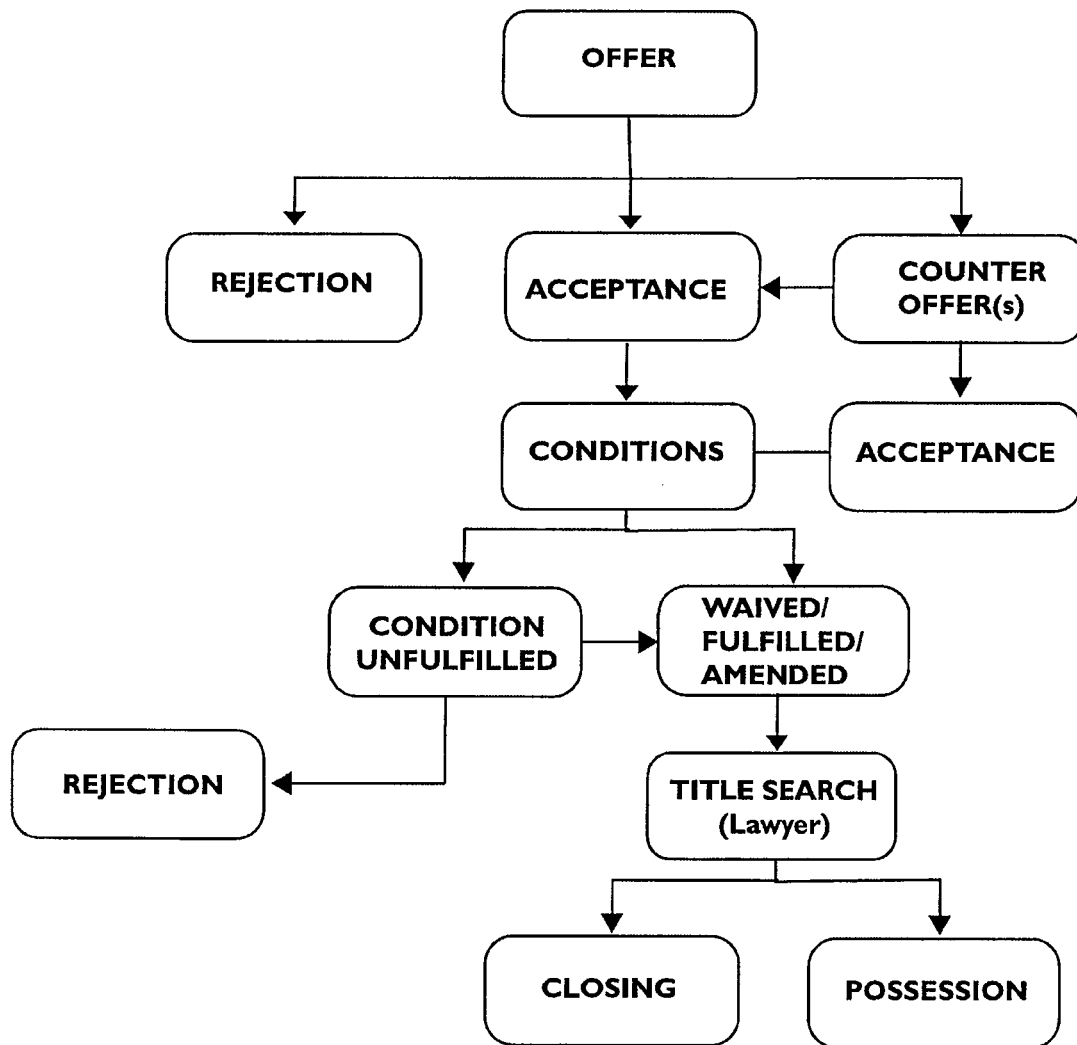 OFFER
REJECTION
ACCEPTANCE
COUNTER
OFFER(s)
CONDITIONS
ACCEPTANCE
CONDITION
UNFULFILLED
WAIVED/
FULFILLED/
AMENDED
REJECTION
TITLE SEARCH
(Lawyer)
CLOSING
POSSESSION